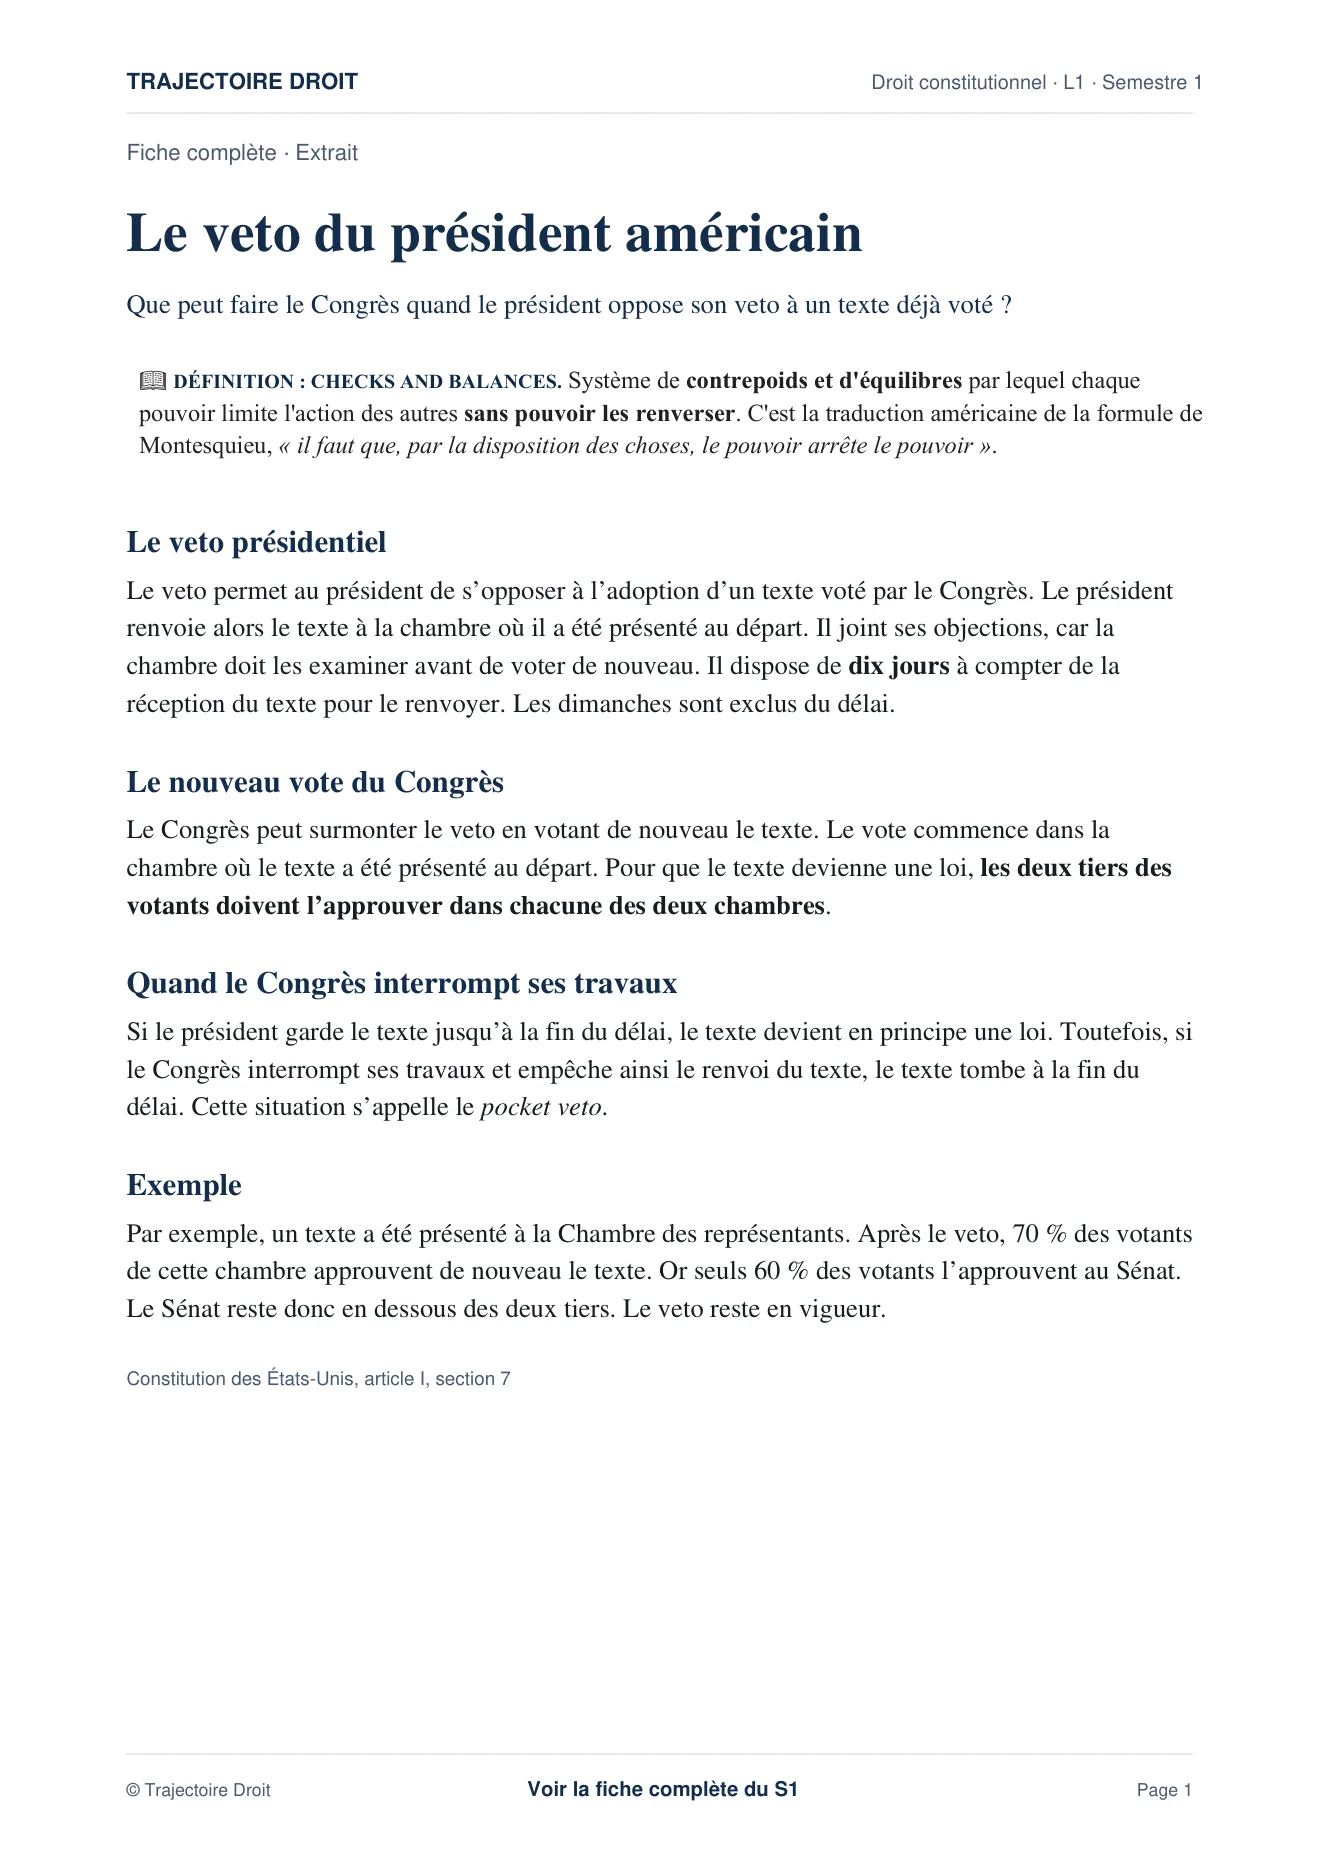 TRAJECTOIRE DROIT
Droit constitutionnel · L1 · Semestre 1
Fiche complète · Extrait
Le veto du président américain
Que peut faire le Congrès quand le président oppose son veto à un texte déjà voté ?
📖 DÉFINITION : CHECKS AND BALANCES. Système de contrepoids et d'équilibres par lequel chaque
pouvoir limite l'action des autres sans pouvoir les renverser. C'est la traduction américaine de la formule de
Montesquieu, « il faut que, par la disposition des choses, le pouvoir arrête le pouvoir ».
Le veto présidentiel
Le veto permet au président de s’opposer à l’adoption d’un texte voté par le Congrès. Le président
renvoie alors le texte à la chambre où il a été présenté au départ. Il joint ses objections, car la
chambre doit les examiner avant de voter de nouveau. Il dispose de dix jours à compter de la
réception du texte pour le renvoyer. Les dimanches sont exclus du délai.
Le nouveau vote du Congrès
Le Congrès peut surmonter le veto en votant de nouveau le texte. Le vote commence dans la
chambre où le texte a été présenté au départ. Pour que le texte devienne une loi, les deux tiers des
votants doivent l’approuver dans chacune des deux chambres.
Quand le Congrès interrompt ses travaux
Si le président garde le texte jusqu’à la fin du délai, le texte devient en principe une loi. Toutefois, si
le Congrès interrompt ses travaux et empêche ainsi le renvoi du texte, le texte tombe à la fin du
délai. Cette situation s’appelle le pocket veto.
Exemple
Par exemple, un texte a été présenté à la Chambre des représentants. Après le veto, 70 % des votants
de cette chambre approuvent de nouveau le texte. Or seuls 60 % des votants l’approuvent au Sénat.
Le Sénat reste donc en dessous des deux tiers. Le veto reste en vigueur.
Constitution des États-Unis, article I, section 7
© Trajectoire Droit
Voir la fiche complète du S1
Page 1